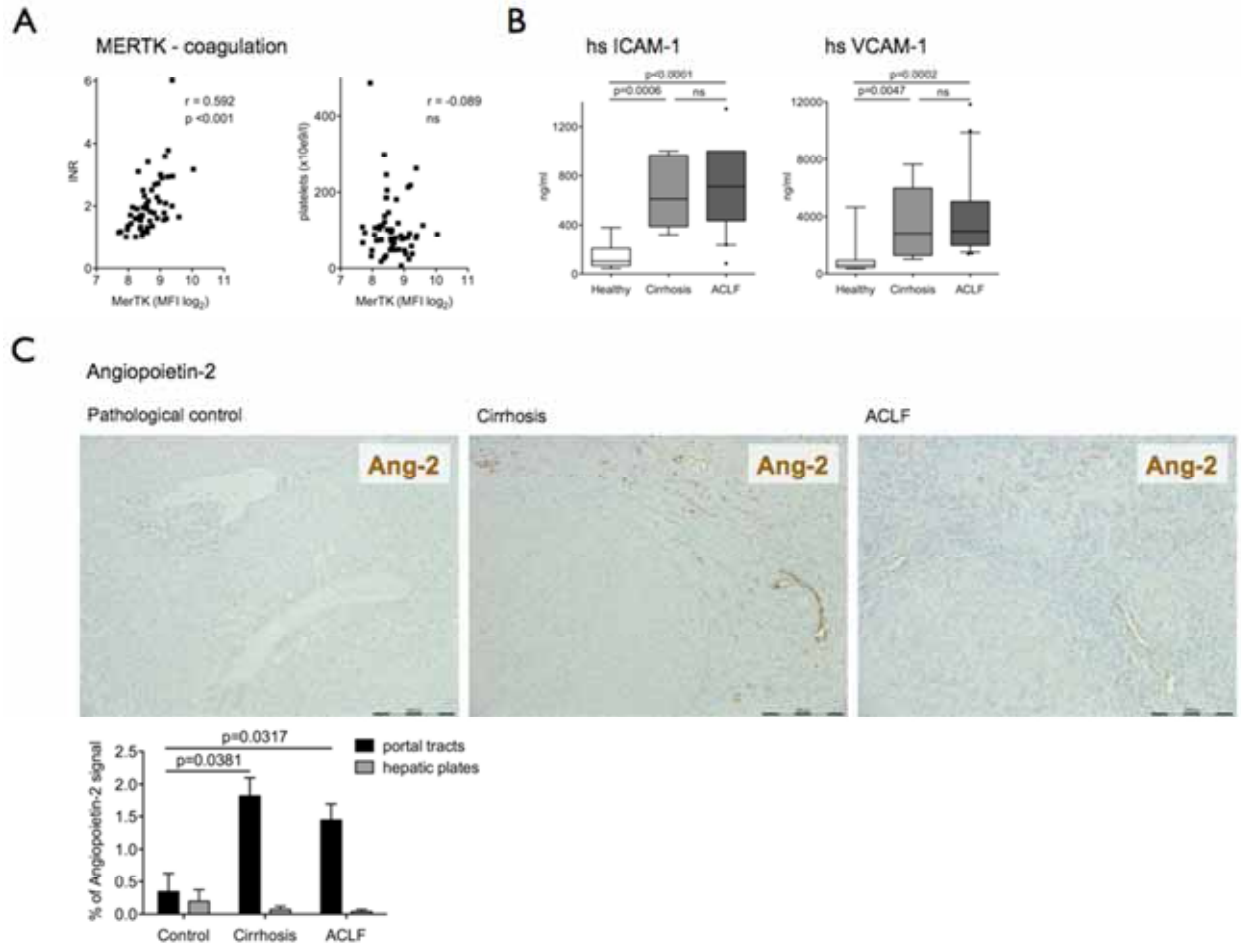 A
MERTK - coagulation
r = 0.592
p <0.001
INR
6
4
2
0
7 8 9 10 11
MerTK (MFI log2)
r = -0.089
ns
platelets (x10e9/l)
400
200
0
7 8 9 10 11
MerTK (MFI log2)
B
hs ICAM-1
p<0.0001
p=0.0006 ns
ng/ml
1200
800
400
0
Healthy Cirrhosis ACLF
hs VCAM-1
p=0.0002
p=0.0047 ns
ng/ml
12000
8000
4000
0
Healthy Cirrhosis ACLF
C
Angiopoietin-2
Pathological control Cirrhosis ACLF
Ang-2 Ang-2 Ang-2
p=0.0317
p=0.0381
portal tracts
hepatic plates
% of Angiopoietin-2 signal
2.5
2.0
1.5
1.0
0.5
0.0
Control Cirrhosis ACLF